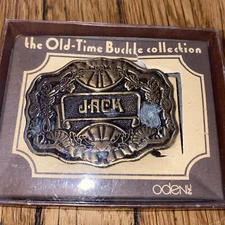 the Old-Time Buckle collection
JACK
oden